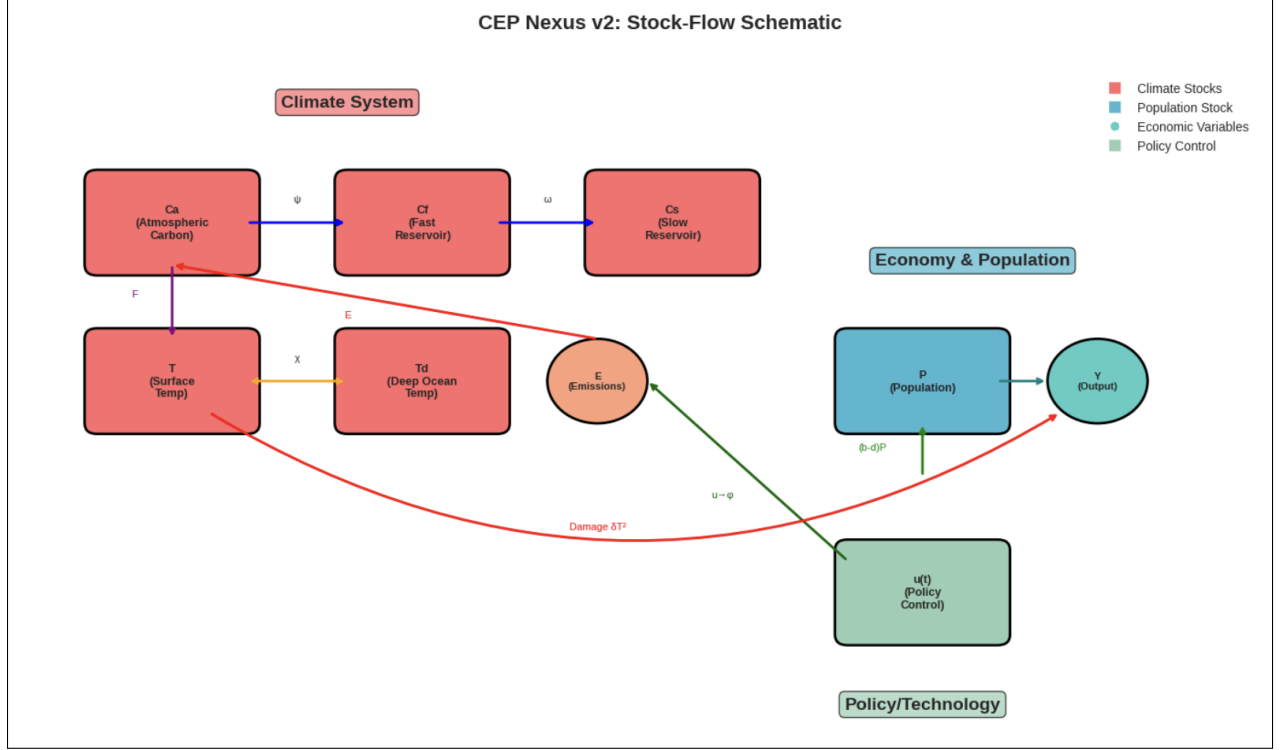 CEP Nexus v2: Stock-Flow Schematic
Climate System
Climate Stocks
Population Stock
Economic Variables
Policy Control
Ca
(Atmospheric
Carbon)
ψ
Cf
(Fast
Reservoir)
ω
Cs
(Slow
Reservoir)
Economy & Population
F
E
T
(Surface
Temp)
χ
Td
(Deep Ocean
Temp)
E
(Emissions)
P
(Population)
Y
(Output)
(b-d)P
u→φ
Damage δT²
u(t)
(Policy
Control)
Policy/Technology